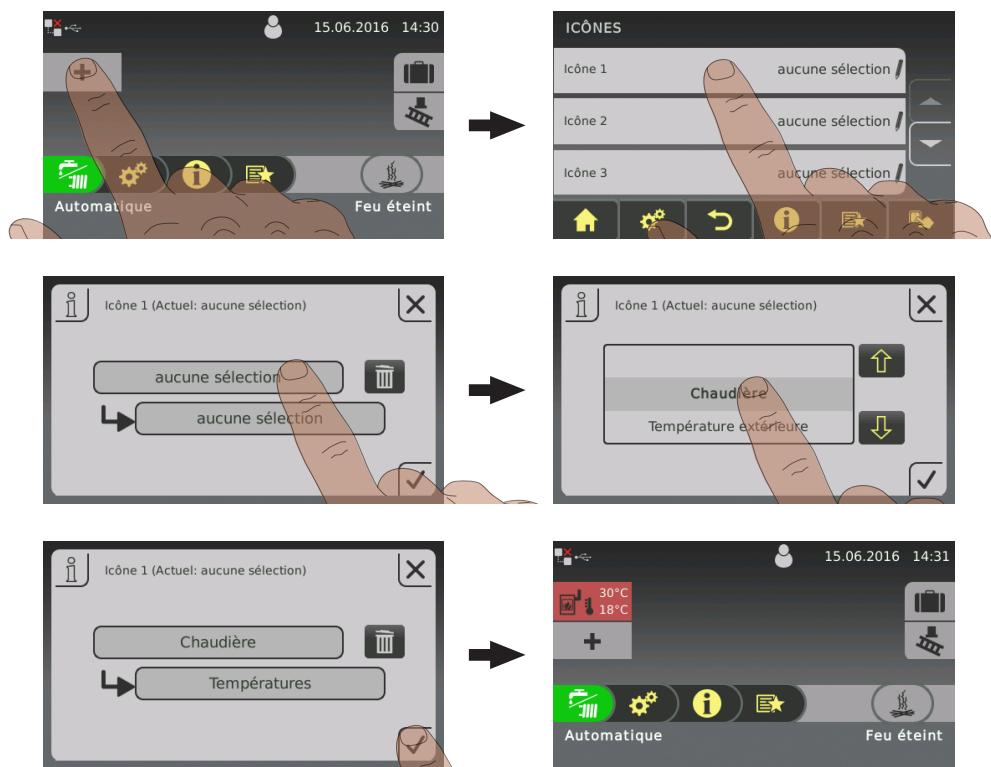 15.06.2016 14:30
Automatique
Feu éteint
ICÔNES
Icône 1
aucune sélection
Icône 2
aucune sélection
Icône 3
aucune sélection
Icône 1 (Actuel: aucune sélection)
aucune sélection
aucune sélection
Icône 1 (Actuel: aucune sélection)
Chaudière
Température extérieure
Icône 1 (Actuel: aucune sélection)
Chaudière
Températures
15.06.2016 14:31
30°C
18°C
Automatique
Feu éteint